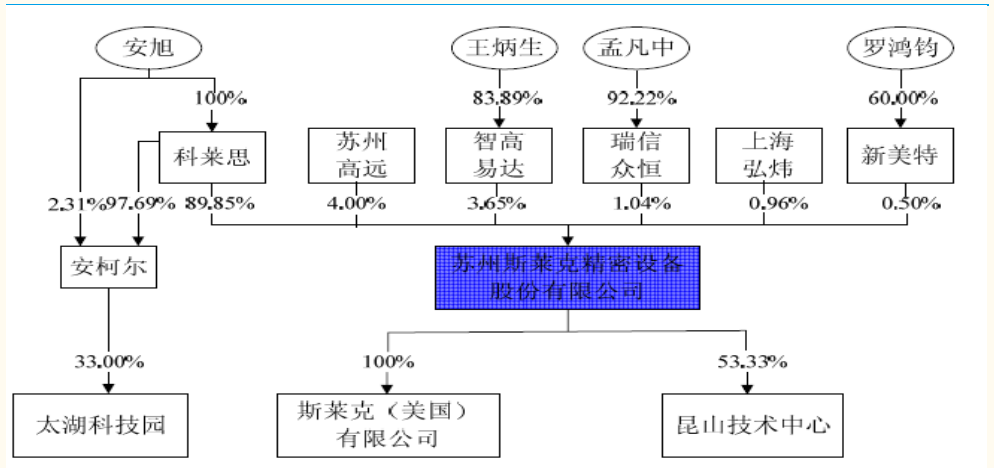 安旭
王炳生
孟凡中
罗鸿钧
100%
83.89%
92.22%
60.00%
科莱思
苏州
高远
智高
易达
瑞信
众恒
上海
弘炜
新美特
2.31%
97.69%
89.85%
4.00%
3.65%
1.04%
0.96%
0.50%
安柯尔
苏州斯莱克精密设备
股份有限公司
33.00%
100%
53.33%
太湖科技园
斯莱克（美国）
有限公司
昆山技术中心